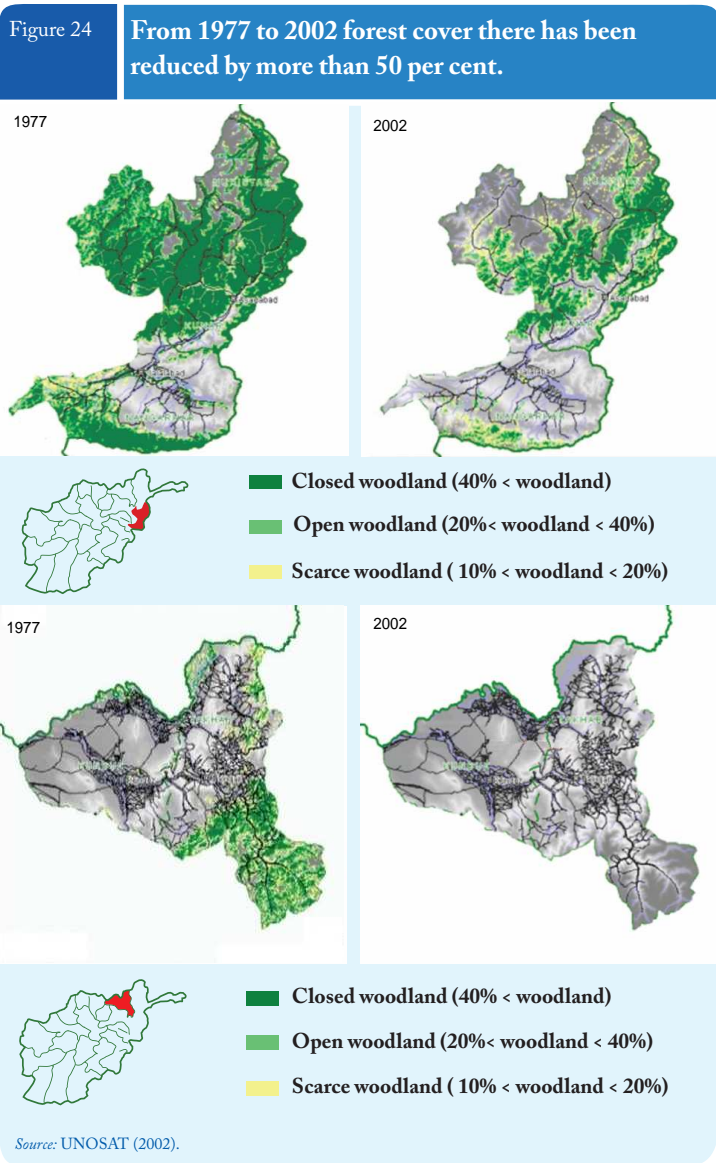 Figure 24
From 1977 to 2002 forest cover there has been
reduced by more than 50 per cent.
1977
2002
Closed woodland (40% < woodland)
Open woodland (20%< woodland < 40%)
Scarce woodland ( 10% < woodland < 20%)
1977
2002
Closed woodland (40% < woodland)
Open woodland (20%< woodland < 40%)
Scarce woodland ( 10% < woodland < 20%)
Source: UNOSAT (2002).